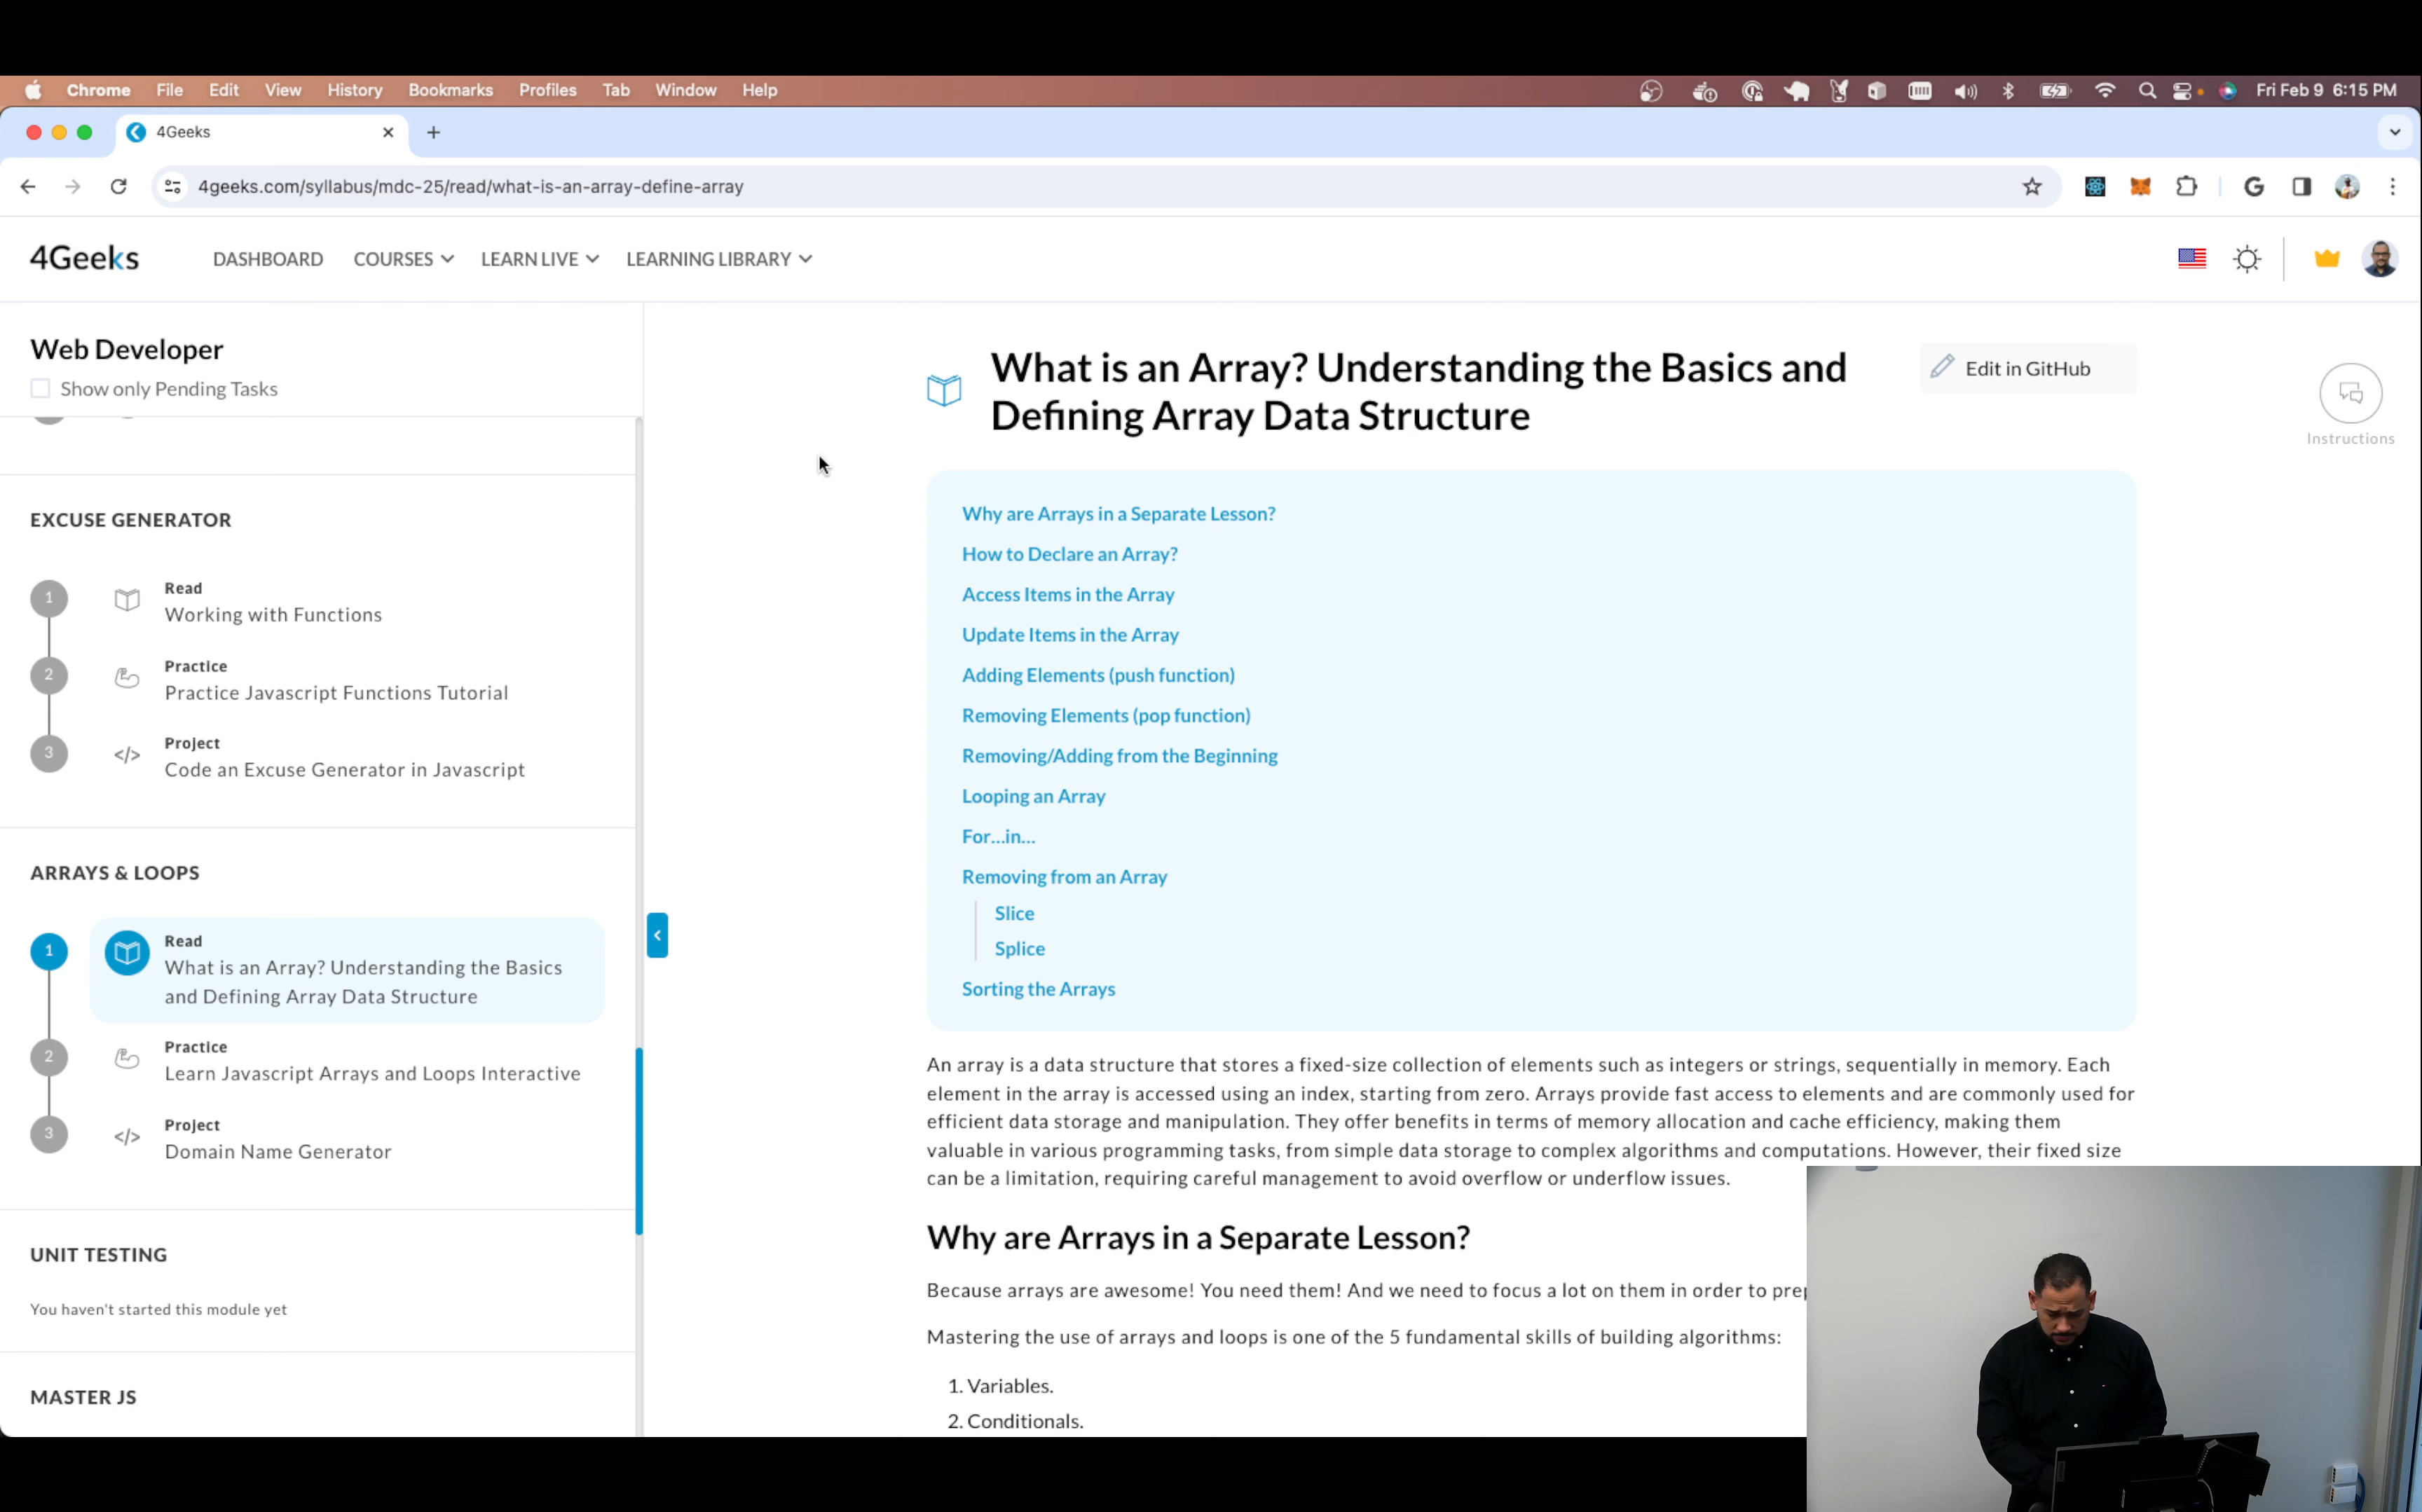 Chrome File Edit View History Bookmarks Profiles Tab Window Help
Fri Feb 9 6:15 PM
4Geeks
4geeks.com/syllabus/mdc-25/read/what-is-an-array-define-array
4Geeks
DASHBOARD COURSES LEARN LIVE LEARNING LIBRARY
Web Developer
Show only Pending Tasks
EXCUSE GENERATOR
1
Read
Working with Functions
2
Practice
Practice Javascript Functions Tutorial
3
Project
Code an Excuse Generator in Javascript
ARRAYS & LOOPS
1
Read
What is an Array? Understanding the Basics
and Defining Array Data Structure
2
Practice
Learn Javascript Arrays and Loops Interactive
3
Project
Domain Name Generator
UNIT TESTING
You haven't started this module yet
MASTER JS
What is an Array? Understanding the Basics and
Defining Array Data Structure
Edit in GitHub
Instructions
Why are Arrays in a Separate Lesson?
How to Declare an Array?
Access Items in the Array
Update Items in the Array
Adding Elements (push function)
Removing Elements (pop function)
Removing/Adding from the Beginning
Looping an Array
For...in...
Removing from an Array
Slice
Splice
Sorting the Arrays
An array is a data structure that stores a fixed-size collection of elements such as integers or strings, sequentially in memory. Each
element in the array is accessed using an index, starting from zero. Arrays provide fast access to elements and are commonly used for
efficient data storage and manipulation. They offer benefits in terms of memory allocation and cache efficiency, making them
valuable in various programming tasks, from simple data storage to complex algorithms and computations. However, their fixed size
can be a limitation, requiring careful management to avoid overflow or underflow issues.
Why are Arrays in a Separate Lesson?
Because arrays are awesome! You need them! And we need to focus a lot on them in order to prep
Mastering the use of arrays and loops is one of the 5 fundamental skills of building algorithms:
1. Variables.
2. Conditionals.